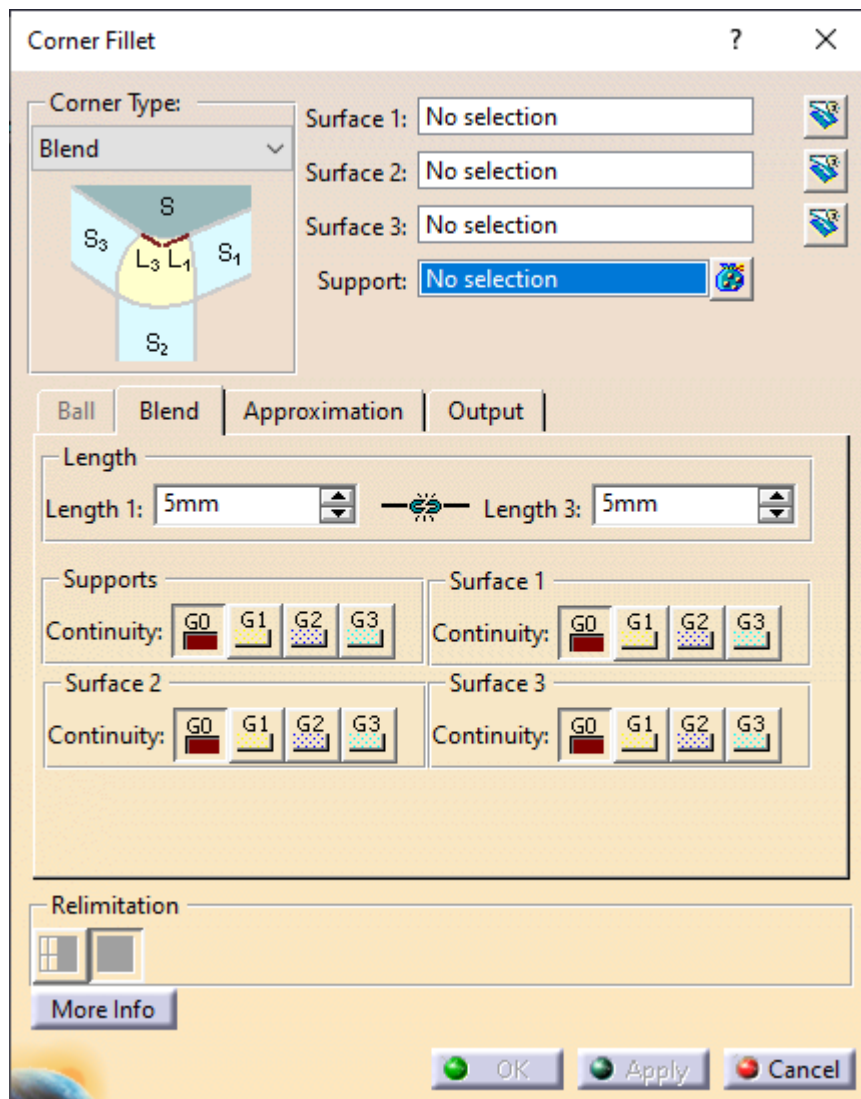 Corner Fillet ? ×
Corner Type:
Blend
S
S3 L3 L1 S1
S2
Surface 1: No selection
Surface 2: No selection
Surface 3: No selection
Support: No selection
Ball Blend Approximation Output
Length
Length 1: 5mm Length 3: 5mm
Supports Surface 1
Continuity: G0 G1 G2 G3 Continuity: G0 G1 G2 G3
Surface 2 Surface 3
Continuity: G0 G1 G2 G3 Continuity: G0 G1 G2 G3
Relimitation
More Info
OK Apply Cancel